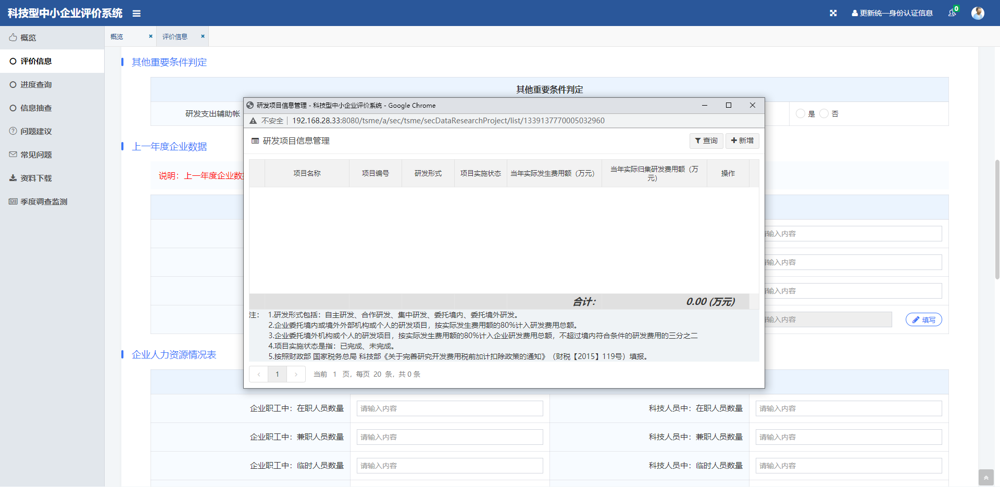 科技型中小企业评价系统
更新统一身份认证信息
0
概览
评价信息
进度查询
信息抽查
问题建议
常见问题
资料下载
季度调查监测
概览 ×
评价信息 ×
其他重要条件判定
其他重要条件判定
研发支出辅助帐
是
否
上一年度企业数据
说明：上一年度企业数据
请输入内容
请输入内容
请输入内容
请输入内容
填写
研发项目信息管理 - 科技型中小企业评价系统 - Google Chrome
不安全
192.168.28.33:8080/tsme/a/sec/tsme/secDataResearchProject/list/1339137770005032960
研发项目信息管理
查询
新增
项目名称
项目编号
研发形式
项目实施状态
当年实际发生费用额（万元）
当年实际归集研发费用额（万
元）
操作
合计：
0.00 (万元)
注： 1.研发形式包括：自主研发、合作研发、集中研发、委托境内、委托境外研发。
2.企业委托境内或境外外部机构或个人的研发项目，按实际发生费用额的80%计入研发费用总额。
3.企业委托境外机构或个人的研发项目，按实际发生费用额的80%计入企业研发费用总额，不超过境内符合条件的研发费用的三分之二
4.项目实施状态是指：已完成、未完成。
5.按照财政部 国家税务总局 科技部《关于完善研究开发费用税前加计扣除政策的通知》（财税【2015】119号）填报。
1
当前 1 页，每页 20 条，共 0 条
企业人力资源情况表
企业职工中：在职人员数量
请输入内容
科技人员中：在职人员数量
请输入内容
企业职工中：兼职人员数量
请输入内容
科技人员中：兼职人员数量
请输入内容
企业职工中：临时人员数量
请输入内容
科技人员中：临时人员数量
请输入内容